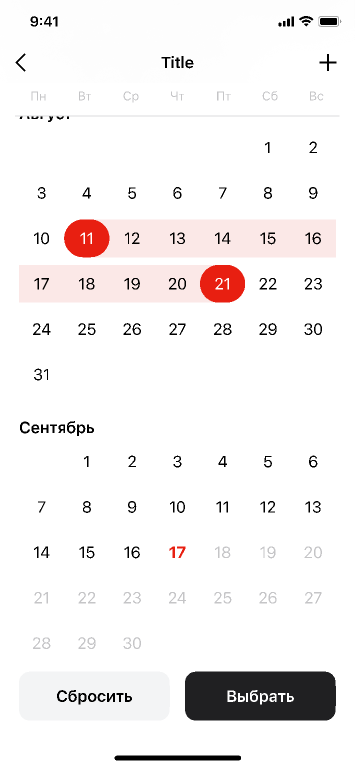 9:41
Title
Пн Вт Ср Чт Пт Сб Вс
Август
1 2
3 4 5 6 7 8 9
10 11 12 13 14 15 16
17 18 19 20 21 22 23
24 25 26 27 28 29 30
31
Сентябрь
1 2 3 4 5 6
7 8 9 10 11 12 13
14 15 16 17 18 19 20
21 22 23 24 25 26 27
28 29 30
Сбросить Выбрать